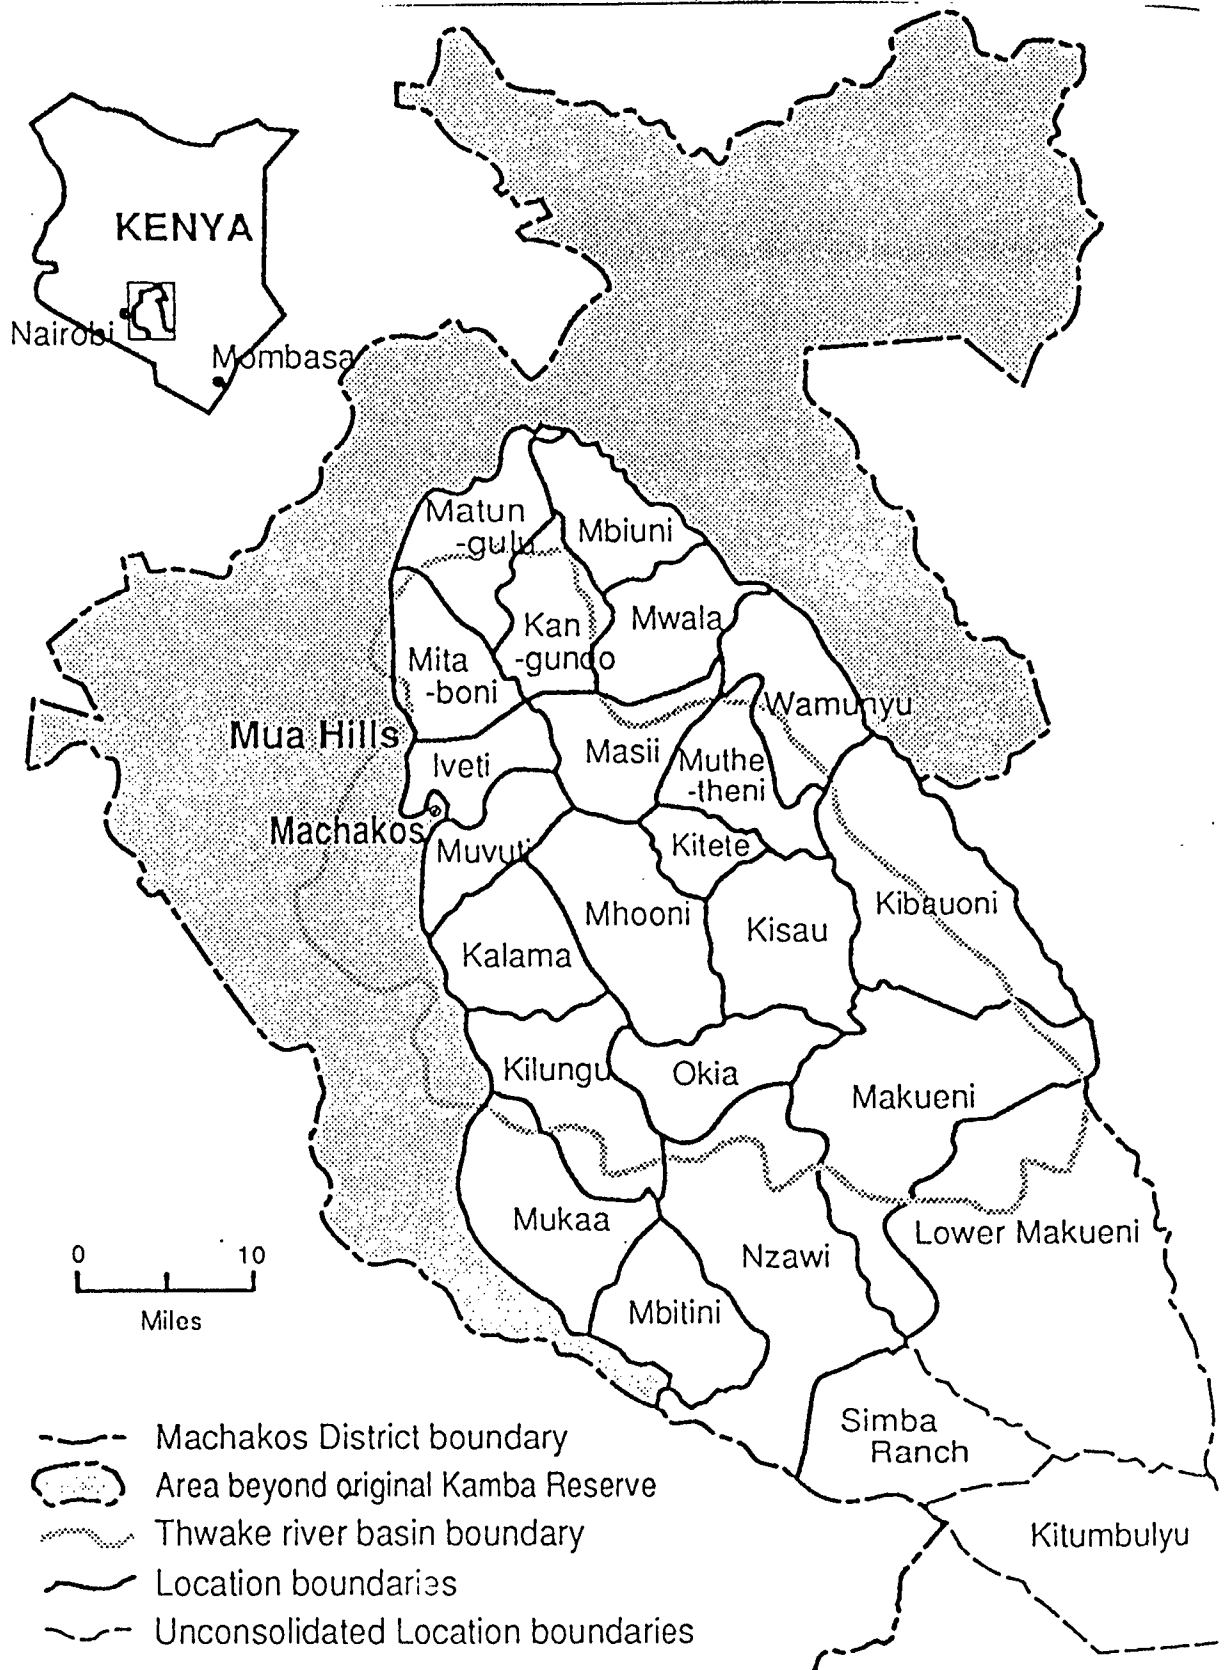 KENYA
Nairobi
Mombasa
Matun
-gulu
Mbiuni
Kan
-gundo
Mwala
Mita
-boni
Wamunyu
Mua Hills
Masii
Iveti
Muthe
-theni
Machakos
Muvuti
Kitete
Mhooni
Kisau
Kibauoni
Kalama
Kilungu
Okia
Makueni
Mukaa
Nzawi
Lower Makueni
Mbitini
0 10
Miles
Simba
Ranch
Kitumbulyu
Machakos District boundary
Area beyond original Kamba Reserve
Thwake river basin boundary
Location boundaries
Unconsolidated Location boundaries